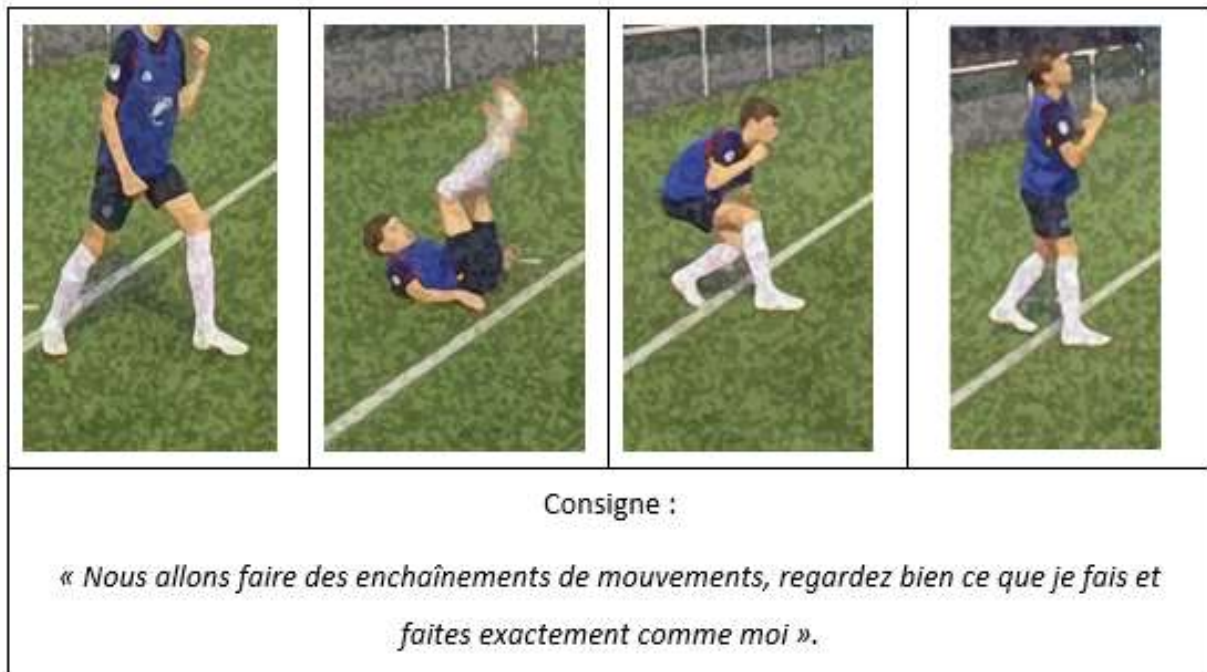 Consigne :
« Nous allons faire des enchaînements de mouvements, regardez bien ce que je fais et
faites exactement comme moi ».